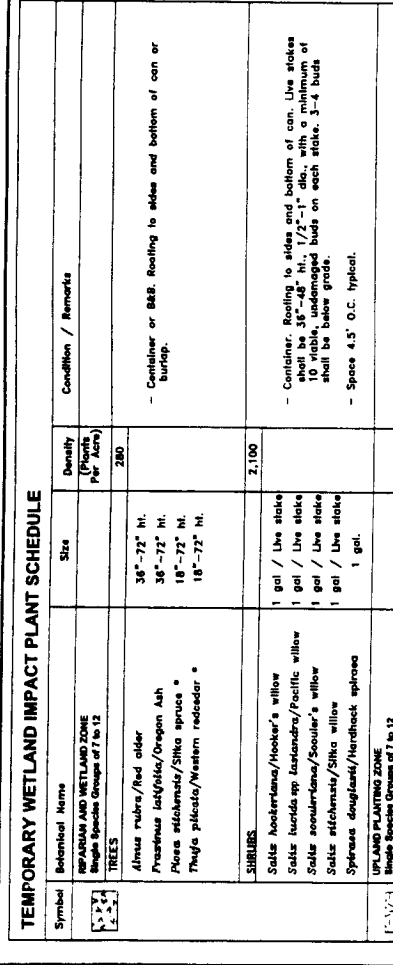 TEMPORARY WETLAND IMPACT PLANT SCHEDULE
Symbol Botanical Name Size Density Condition / Remarks
RIPARIAN AND WETLAND ZONE (Plants
Single Species Groups of 7 to 12 Per Acre)
TREES 280
Alnus rubra/Red alder 36"-72" ht.
Fraxinus latifolia/Oregon Ash 36"-72" ht.
Picea sitchensis/Sitka spruce * 18"-72" ht.
Thuja plicata/Western redcedar * 18"-72" ht.
- Container or B&B. Rooting to sides and bottom of can or
burlap.
SHRUBS 2,100
Salix hookeriana/Hooker's willow 1 gal / Live stake
Salix lucida spp lasiandra/Pacific willow 1 gal / Live stake
Salix scouleriana/Scouler's willow 1 gal / Live stake
Salix sitchensis/Sitka willow 1 gal / Live stake
Spiraea douglasii/Hardhack spiraea 1 gal.
- Container. Rooting to sides and bottom of can. Live stakes
shall be 36"-48" ht., 1/2"-1" dia., with a minimum of
10 viable, undamaged buds on each stake. 3-4 buds
shall be below grade.
- Space 4.5' O.C. typical.
UPLAND PLANTING ZONE
Single Species Groups of 7 to 12